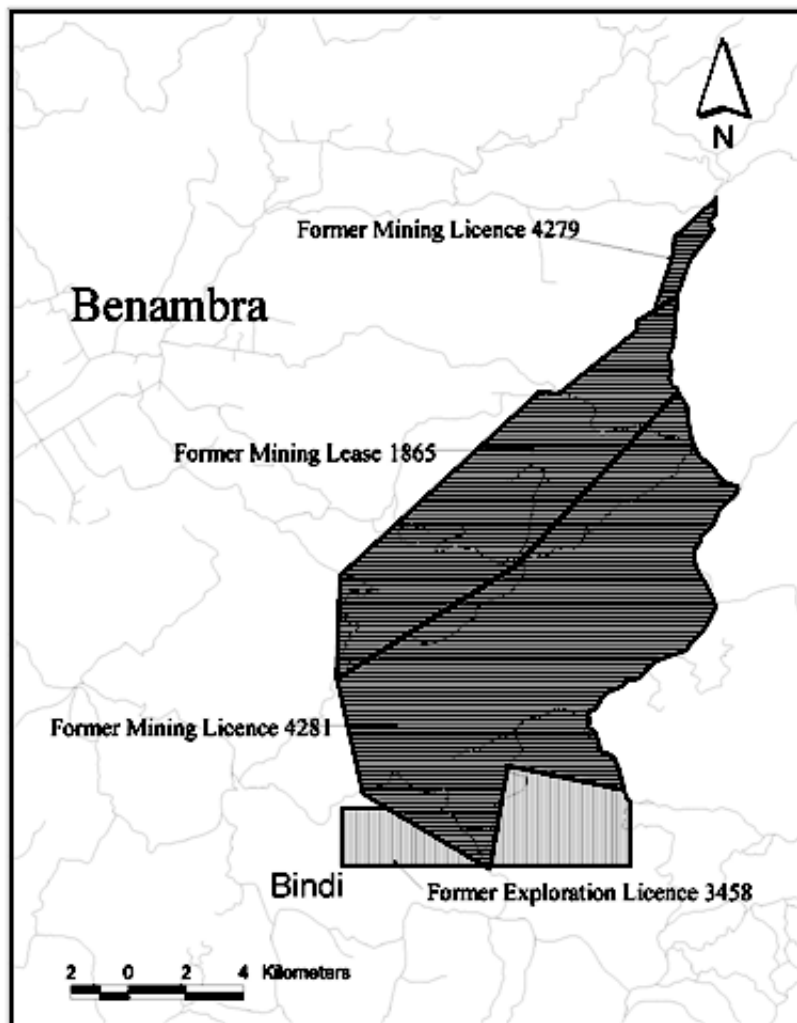 N
Former Mining Licence 4279
Benambra
Former Mining Lease 1865
Former Mining Licence 4281
Bindi
Former Exploration Licence 3458
2 0 2 4 Kilometers